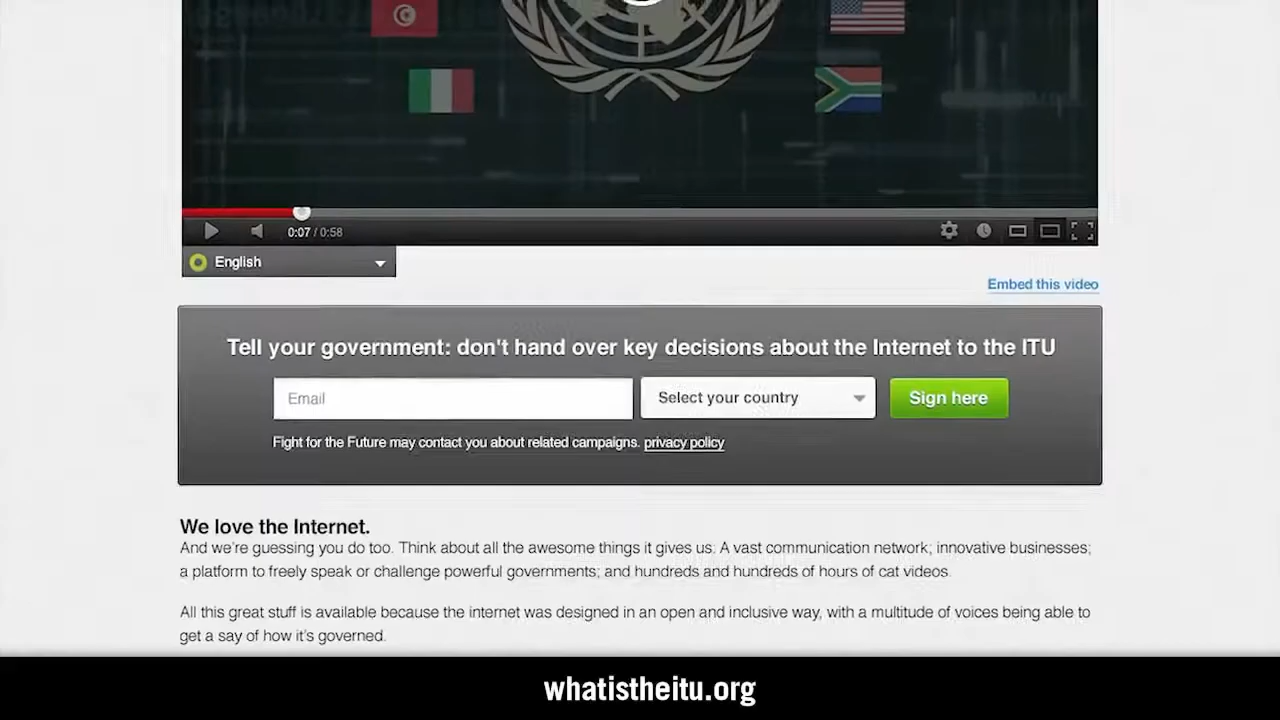 0:07 / 0:58
English
Embed this video
Tell your government: don't hand over key decisions about the Internet to the ITU
Email
Select your country
Sign here
Fight for the Future may contact you about related campaigns. privacy policy
We love the Internet.
And we're guessing you do too. Think about all the awesome things it gives us. A vast communication network; innovative businesses;
a platform to freely speak or challenge powerful governments; and hundreds and hundreds of hours of cat videos.
All this great stuff is available because the internet was designed in an open and inclusive way, with a multitude of voices being able to
get a say of how it's governed.
whatistheitu.org